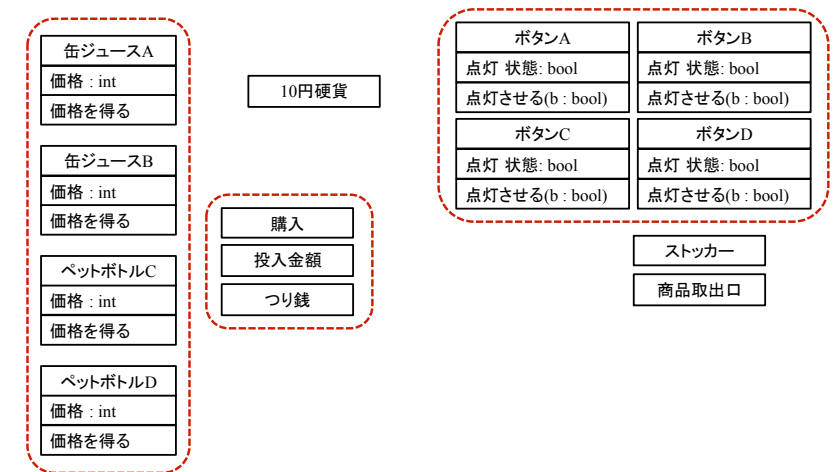 缶ジュースA
価格 : int
価格を得る
缶ジュースB
価格 : int
価格を得る
ペットボトルC
価格 : int
価格を得る
ペットボトルD
価格 : int
価格を得る
10円硬貨
購入
投入金額
つり銭
ボタンA
点灯 状態: bool
点灯させる(b : bool)
ボタンB
点灯 状態: bool
点灯させる(b : bool)
ボタンC
点灯 状態: bool
点灯させる(b : bool)
ボタンD
点灯 状態: bool
点灯させる(b : bool)
ストッカー
商品取出口